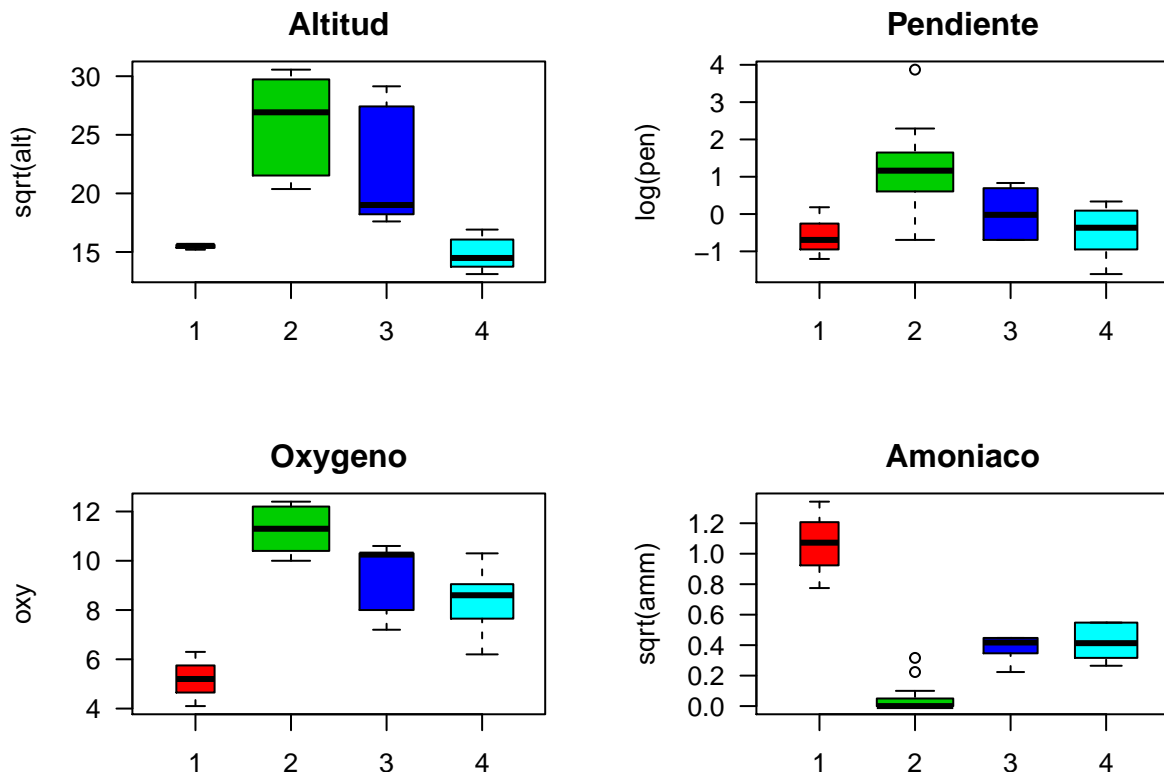 Altitud
sqrt(alt)
30
25
20
15
1 2 3 4
Pendiente
log(pen)
4
3
2
1
0
−1
1 2 3 4
Oxygeno
oxy
12
10
8
6
4
1 2 3 4
Amoniaco
sqrt(amm)
1.2
1.0
0.8
0.6
0.4
0.2
0.0
1 2 3 4